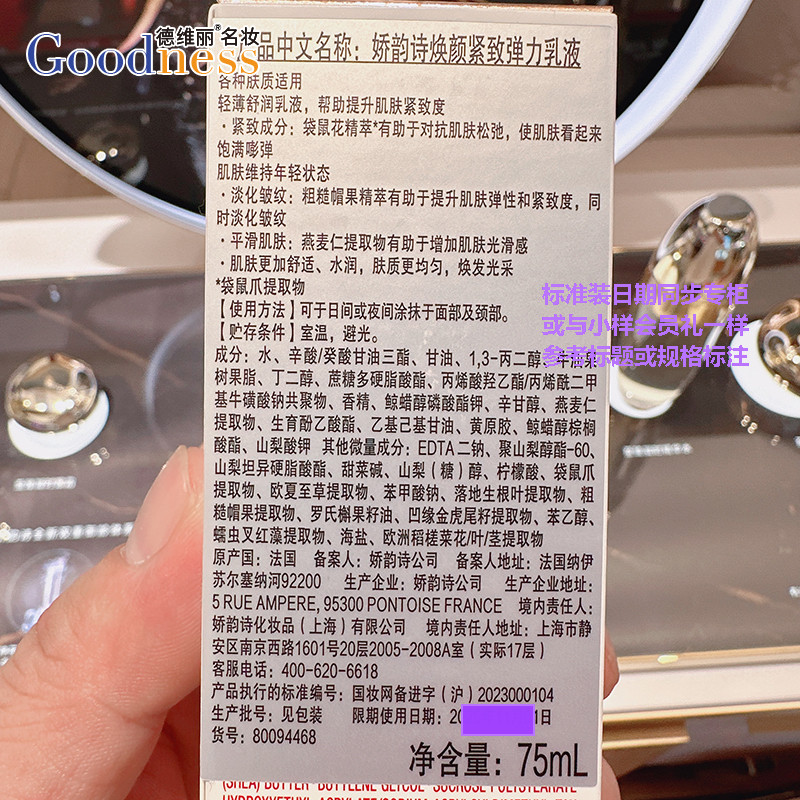 德维丽®名妆
Goodness
品中文名称：娇韵诗焕颜紧致弹力乳液
各种肤质适用
轻薄舒润乳液，帮助提升肌肤紧致度
·紧致成分：袋鼠花精萃*有助于对抗肌肤松弛，使肌肤看起来
饱满嘭弹
肌肤维持年轻状态
·淡化皱纹：粗糙帽果精萃有助于提升肌肤弹性和紧致度，同
时淡化皱纹
·平滑肌肤：燕麦仁提取物有助于增加肌肤光滑感
·肌肤更加舒适、水润，肤质更均匀，焕发光采
*袋鼠爪提取物
【使用方法】可于日间或夜间涂抹于面部及颈部。
【贮存条件】室温，避光。
标准装日期同步专柜
或与小样会员礼一样
参考标题或规格标注
成分：水、辛酸/癸酸甘油三酯、甘油、1,3-丙二醇、牛油果
树果脂、丁二醇、蔗糖多硬脂酸酯、丙烯酸羟乙酯/丙烯酰二甲
基牛磺酸钠共聚物、香精、鲸蜡醇磷酸酯钾、辛甘醇、燕麦仁
提取物、生育酚乙酸酯、乙基己基甘油、黄原胶、鲸蜡醇棕榈
酸酯、山梨酸钾 其他微量成分：EDTA二钠、聚山梨醇酯-60、
山梨坦异硬脂酸酯、甜菜碱、山梨（糖）醇、柠檬酸、袋鼠爪
提取物、欧夏至草提取物、苯甲酸钠、落地生根叶提取物、粗
糙帽果提取物、罗氏槲果籽油、凹缘金虎尾籽提取物、苯乙醇、
蠕虫叉红藻提取物、海盐、欧洲稻槎菜花/叶/茎提取物
原产国：法国 备案人：娇韵诗公司 备案人地址：法国纳伊
苏尔塞纳河92200 生产企业：娇韵诗公司 生产企业地址：
5 RUE AMPERE, 95300 PONTOISE FRANCE 境内责任人：
娇韵诗化妆品（上海）有限公司 境内责任人地址：上海市静
安区南京西路1601号20层2005-2008A室（实际17层）
客服电话：400-620-6618
产品执行的标准编号：国妆网备进字（沪）2023000104
生产批号：见包装 限期使用日期：20 1日
货号：80094468
净含量：75mL
(SHEA) BUTTER BUTYLENE GLYCOL SUCROSE POLYSTEARATE